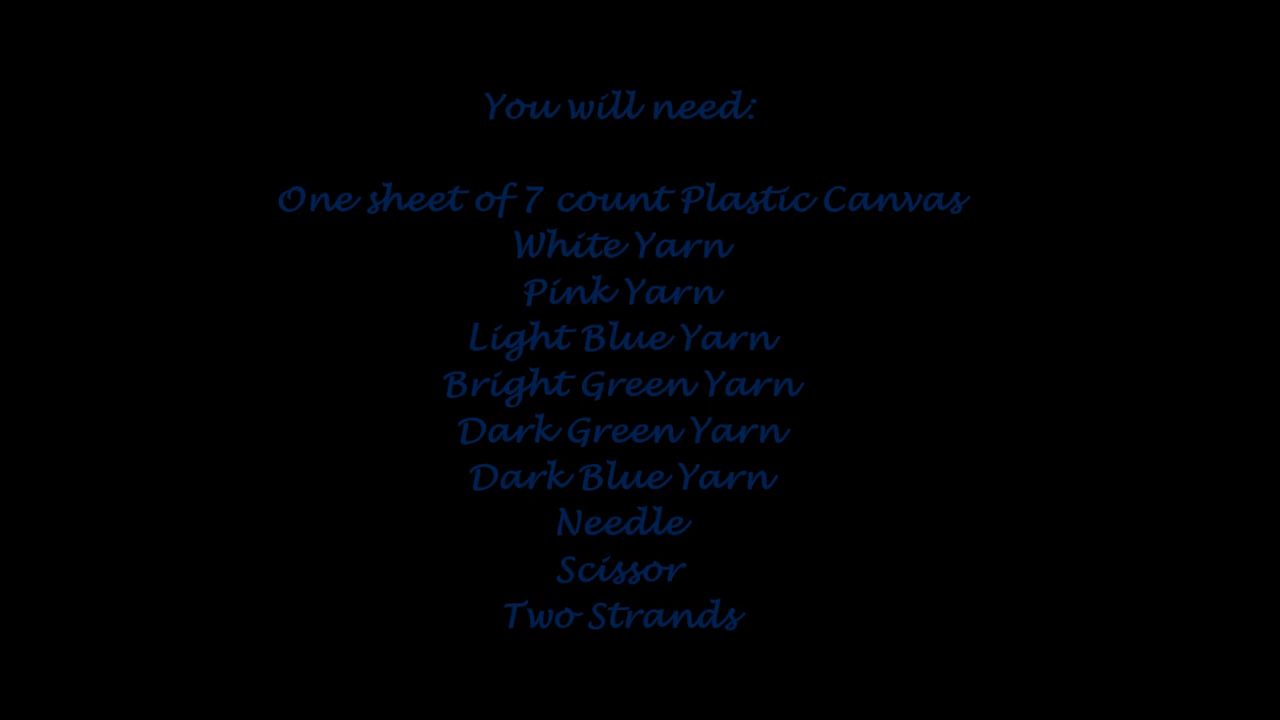 You will need:
One sheet of 7 count Plastic Canvas
White Yarn
Pink Yarn
Light Blue Yarn
Bright Green Yarn
Dark Green Yarn
Dark Blue Yarn
Needle
Scissor
Two Strands